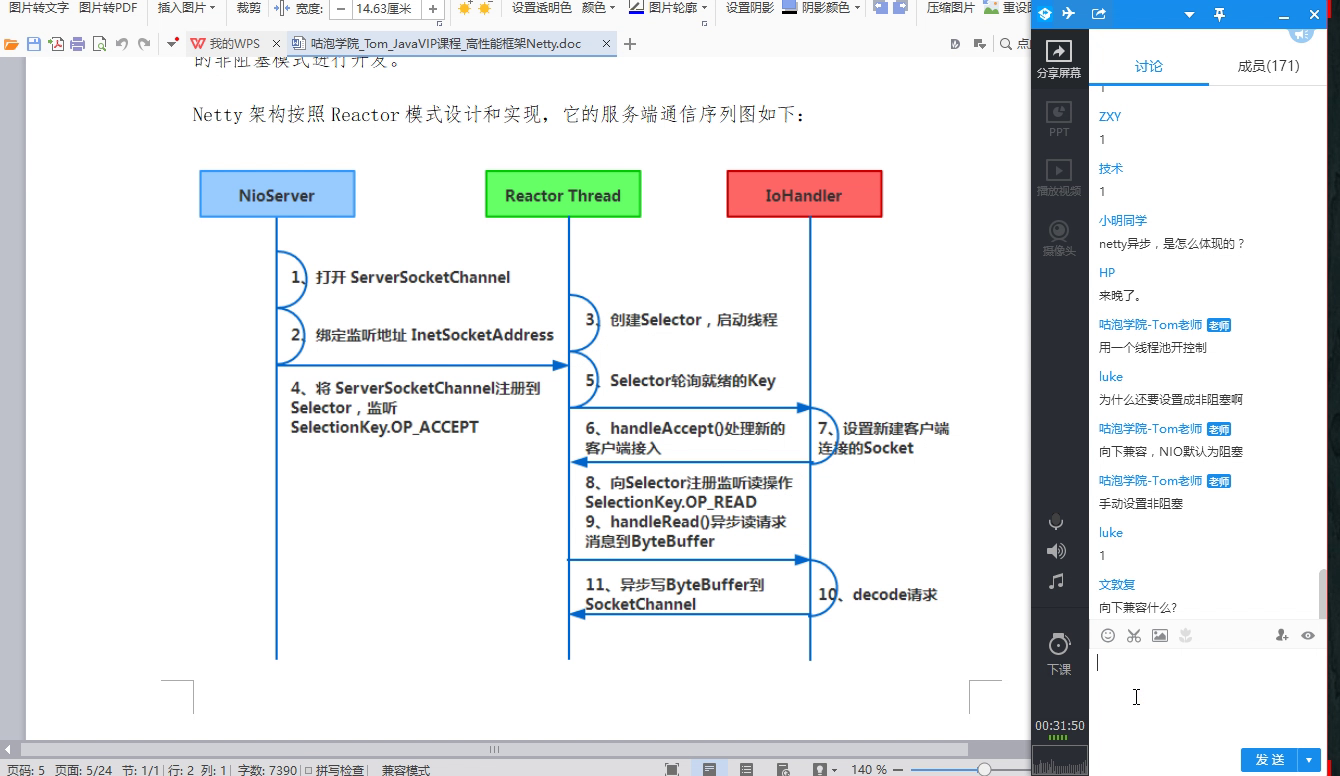 图片转文字 图片转PDF 插入图片 裁剪 宽度: 14.63厘米 设置透明色 颜色 图片轮廓 设置阴影 阴影颜色 压缩图片
我的WPS 咕泡学院_Tom_JavaVIP课程_高性能框架Netty.doc
的非阻塞模式进行开发。
Netty 架构按照 Reactor 模式设计和实现，它的服务端通信序列图如下：
NioServer
Reactor Thread
IoHandler
1、打开 ServerSocketChannel
2、绑定监听地址 InetSocketAddress
3、创建Selector，启动线程
4、将 ServerSocketChannel注册到
Selector，监听
SelectionKey.OP_ACCEPT
5、Selector轮询就绪的Key
6、handleAccept()处理新的
客户端接入
7、设置新建客户端
连接的Socket
8、向Selector注册监听读操作
SelectionKey.OP_READ
9、handleRead()异步读请求
消息到ByteBuffer
10、decode请求
11、异步写ByteBuffer到
SocketChannel
页码: 5 页面: 5/24 节: 1/1 行: 2 列: 1 字数: 7390 拼写检查 兼容模式 140 %
分享屏幕
PPT
播放视频
摄像头
下课
00:31:50
讨论 成员(171)
1
ZXY
1
技术
1
小明同学
netty异步，是怎么体现的？
HP
来晚了。
咕泡学院-Tom老师 老师
用一个线程池开控制
luke
为什么还要设置成非阻塞啊
咕泡学院-Tom老师 老师
向下兼容，NIO默认为阻塞
咕泡学院-Tom老师 老师
手动设置非阻塞
luke
1
文敦复
向下兼容什么?
发送